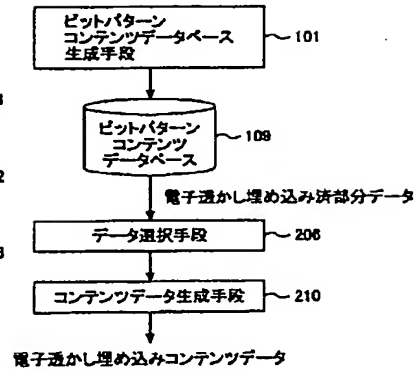 ビットパターン
コンテンツデータベース
生成手段
101
ビットパターン
コンテンツ
データベース
109
電子透かし埋め込み済部分データ
データ選択手段
206
コンテンツデータ生成手段
210
電子透かし埋め込みコンテンツデータ